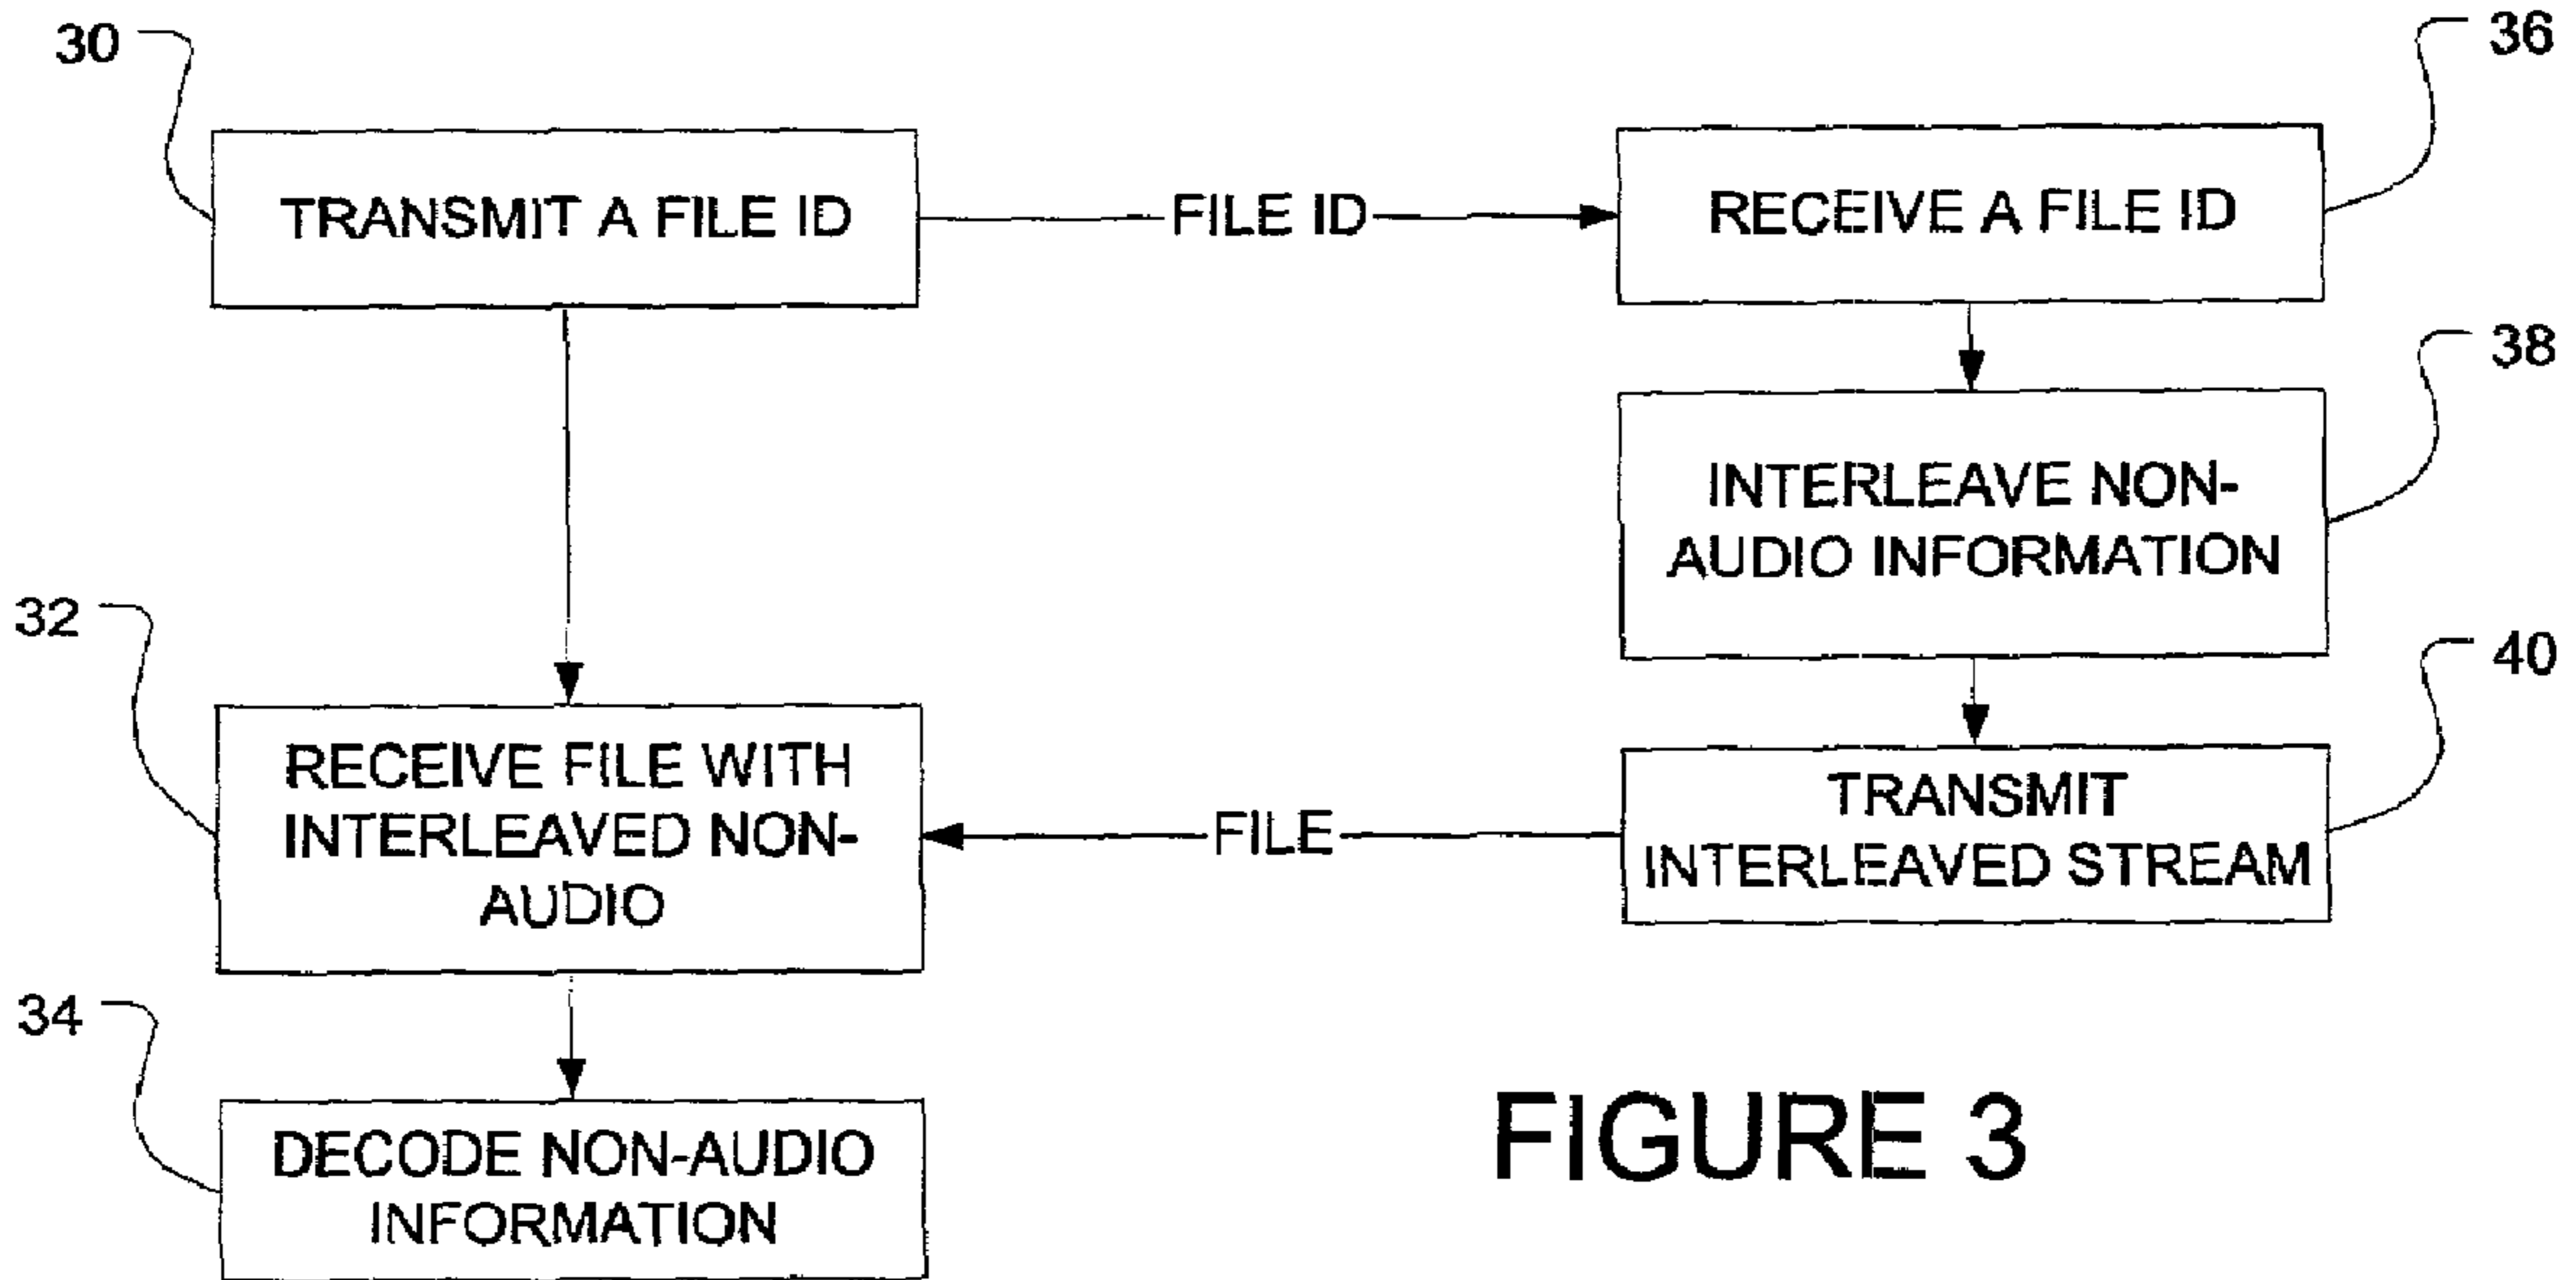 30
36
TRANSMIT A FILE ID
FILE ID
RECEIVE A FILE ID
38
INTERLEAVE NON-
AUDIO INFORMATION
32
40
RECEIVE FILE WITH
INTERLEAVED NON-
AUDIO
FILE
TRANSMIT
INTERLEAVED STREAM
34
DECODE NON-AUDIO
INFORMATION
FIGURE 3